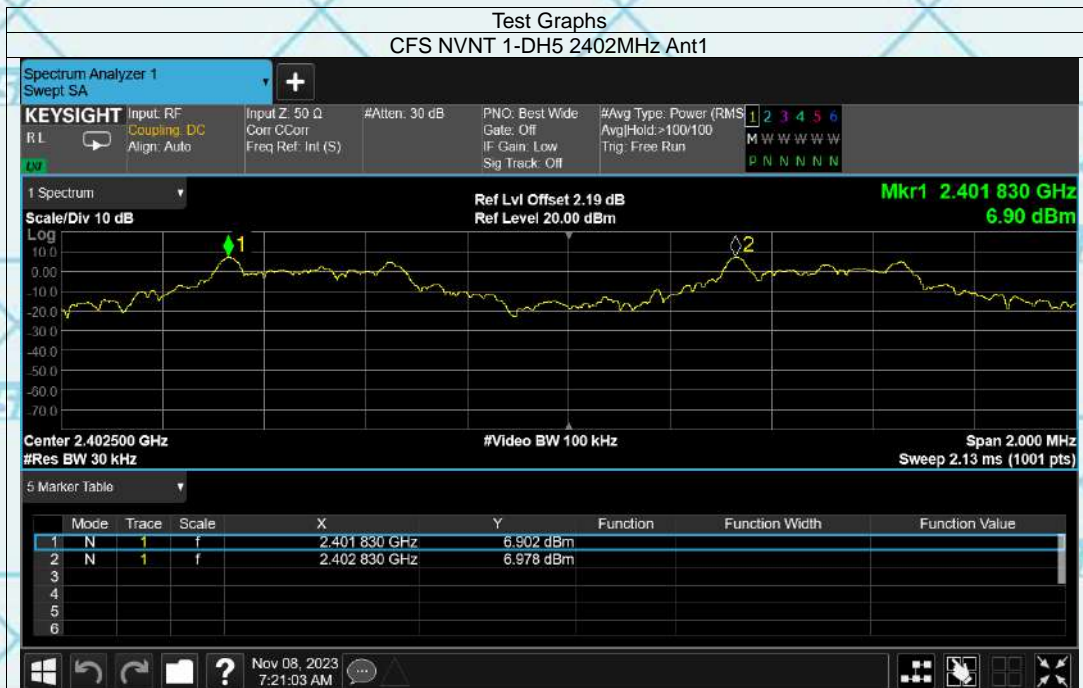 Test Graphs
CFS NVNT 1-DH5 2402MHz Ant1
Spectrum Analyzer 1
Swept SA
+
KEYSIGHT Input: RF Input Z: 50 Ω #Atten: 30 dB PNO: Best Wide #Avg Type: Power (RMS 1 2 3 4 5 6
RL Coupling: DC Corr CCorr Gate: Off Avg|Hold:>100/100 M W W W W W
Align: Auto Freq Ref: Int (S) IF Gain: Low Trig: Free Run
Sig Track: Off P N N N N N
LXI
1 Spectrum Ref Lvl Offset 2.19 dB Mkr1 2.401 830 GHz
Scale/Div 10 dB Ref Level 20.00 dBm 6.90 dBm
Log
1 2
10.0
0.00
-10.0
-20.0
-30.0
-40.0
-50.0
-60.0
-70.0
Center 2.402500 GHz #Video BW 100 kHz Span 2.000 MHz
#Res BW 30 kHz Sweep 2.13 ms (1001 pts)
5 Marker Table
Mode Trace Scale X Y Function Function Width Function Value
1 N 1 f 2.401 830 GHz 6.902 dBm
2 N 1 f 2.402 830 GHz 6.978 dBm
3
4
5
6
? Nov 08, 2023
7:21:03 AM